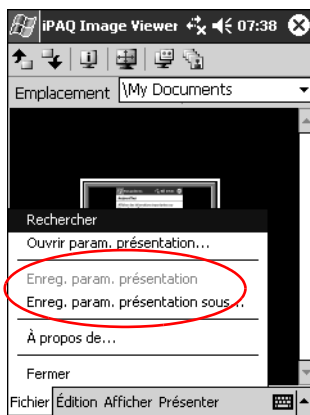 iPAQ Image Viewer 07:38
Emplacement \My Documents
Rechercher
Ouvrir param. présentation...
Enreg. param. présentation
Enreg. param. présentation sous...
À propos de...
Fermer
Fichier Édition Afficher Présenter